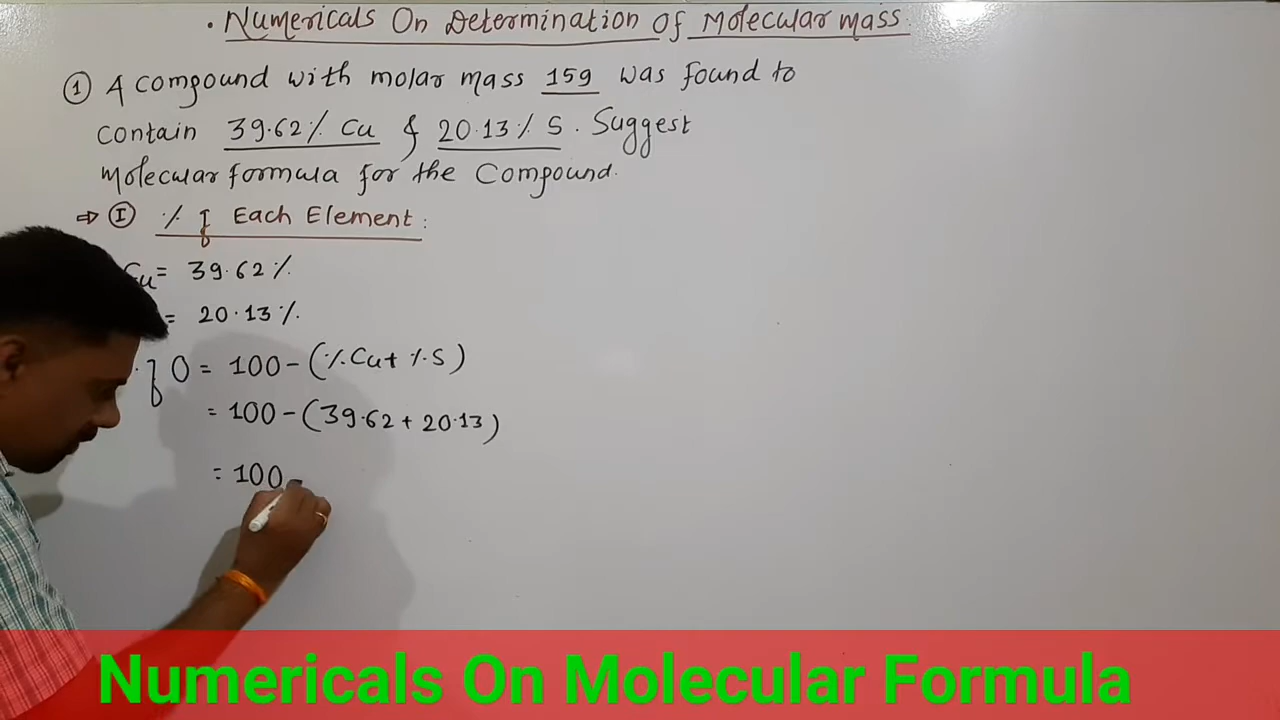 • Numericals On Determination Of Molecular mass.
① A compound with molar mass 159 was found to
contain 39.62% Cu & 20.13% S. Suggest
molecular formula for the Compound.
⇒ Ⓘ % of Each Element:
Cu = 39.62%
= 20.13%
of O = 100 - (% Cu + % S)
= 100 - (39.62 + 20.13)
= 100 -
Numericals On Molecular Formula